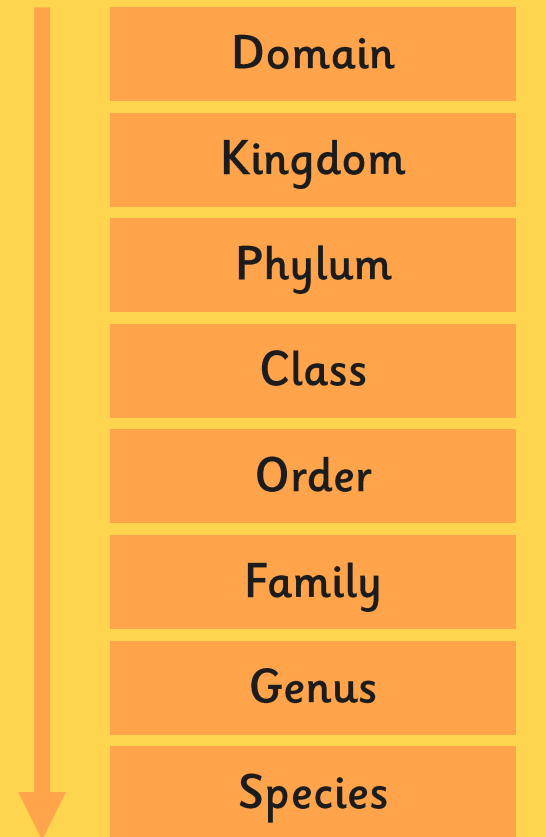 Domain
Kingdom
Phylum
Class
Order
Family
Genus
Species